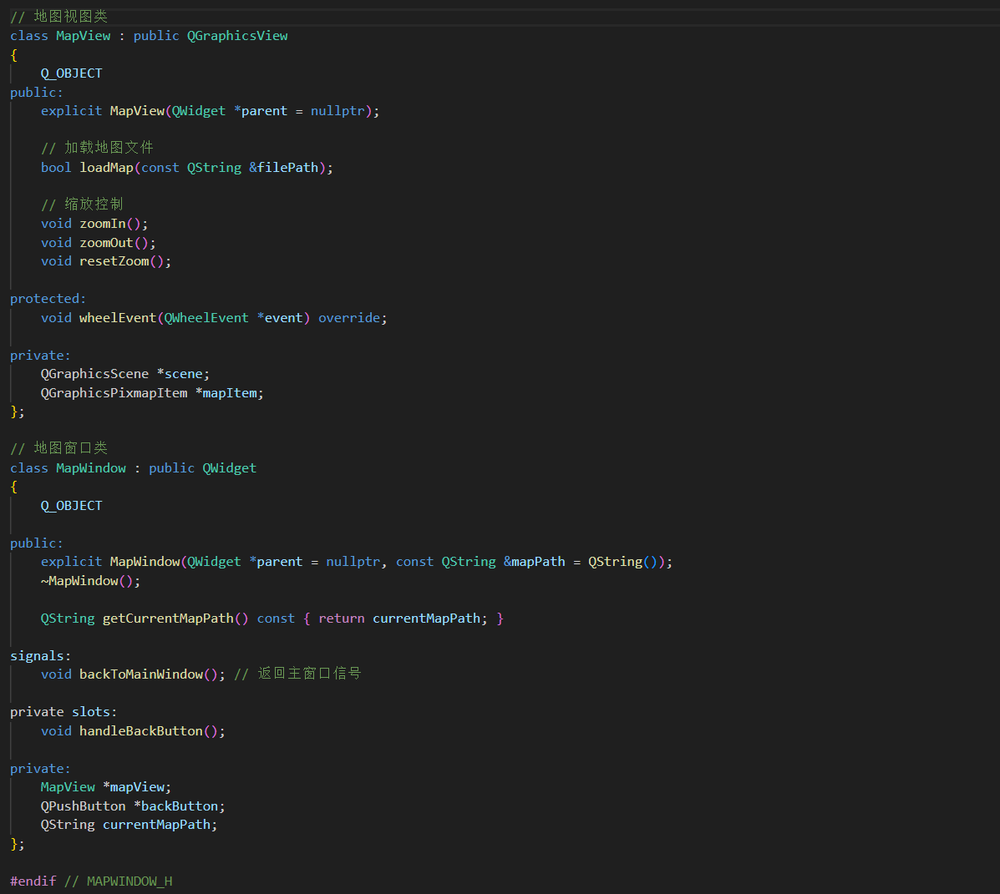 // 地图视图类
class MapView : public QGraphicsView
{
    Q_OBJECT
public:
    explicit MapView(QWidget *parent = nullptr);

    // 加载地图文件
    bool loadMap(const QString &filePath);

    // 缩放控制
    void zoomIn();
    void zoomOut();
    void resetZoom();

protected:
    void wheelEvent(QWheelEvent *event) override;

private:
    QGraphicsScene *scene;
    QGraphicsPixmapItem *mapItem;
};

// 地图窗口类
class MapWindow : public QWidget
{
    Q_OBJECT

public:
    explicit MapWindow(QWidget *parent = nullptr, const QString &mapPath = QString());
    ~MapWindow();

    QString getCurrentMapPath() const { return currentMapPath; }

signals:
    void backToMainWindow(); // 返回主窗口信号

private slots:
    void handleBackButton();

private:
    MapView *mapView;
    QPushButton *backButton;
    QString currentMapPath;
};

#endif // MAPWINDOW_H